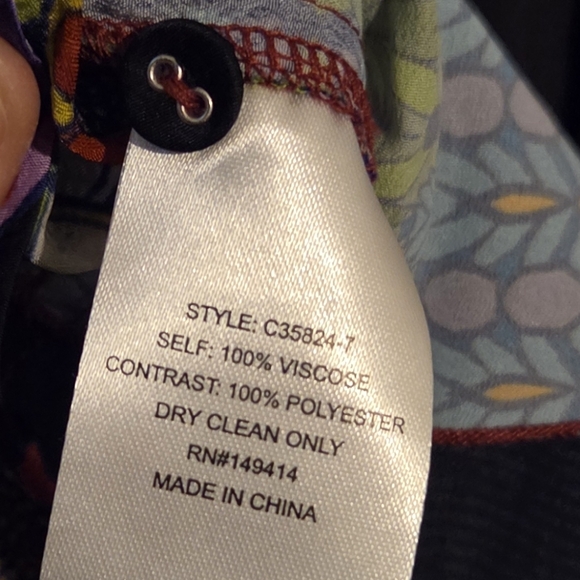 STYLE: C35824-7
SELF: 100% VISCOSE
CONTRAST: 100% POLYESTER
DRY CLEAN ONLY
RN#149414
MADE IN CHINA